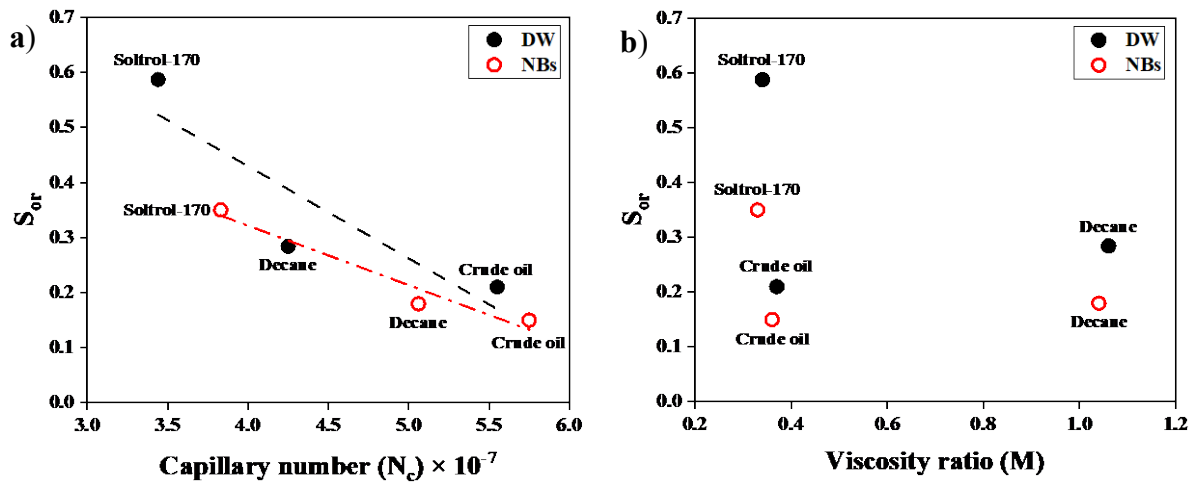 a)
0.7
0.6
0.5
0.4
0.3
0.2
0.1
0.0
S_or
Soltrol-170
DW
NBs
Soltrol-170
Decane
Crude oil
Decane
Crude oil
3.0 3.5 4.0 4.5 5.0 5.5 6.0
Capillary number (N_c) × 10⁻⁷
b)
0.7
0.6
0.5
0.4
0.3
0.2
0.1
0.0
S_or
Soltrol-170
DW
NBs
Soltrol-170
Decane
Crude oil
Decane
Crude oil
0.2 0.4 0.6 0.8 1.0 1.2
Viscosity ratio (M)